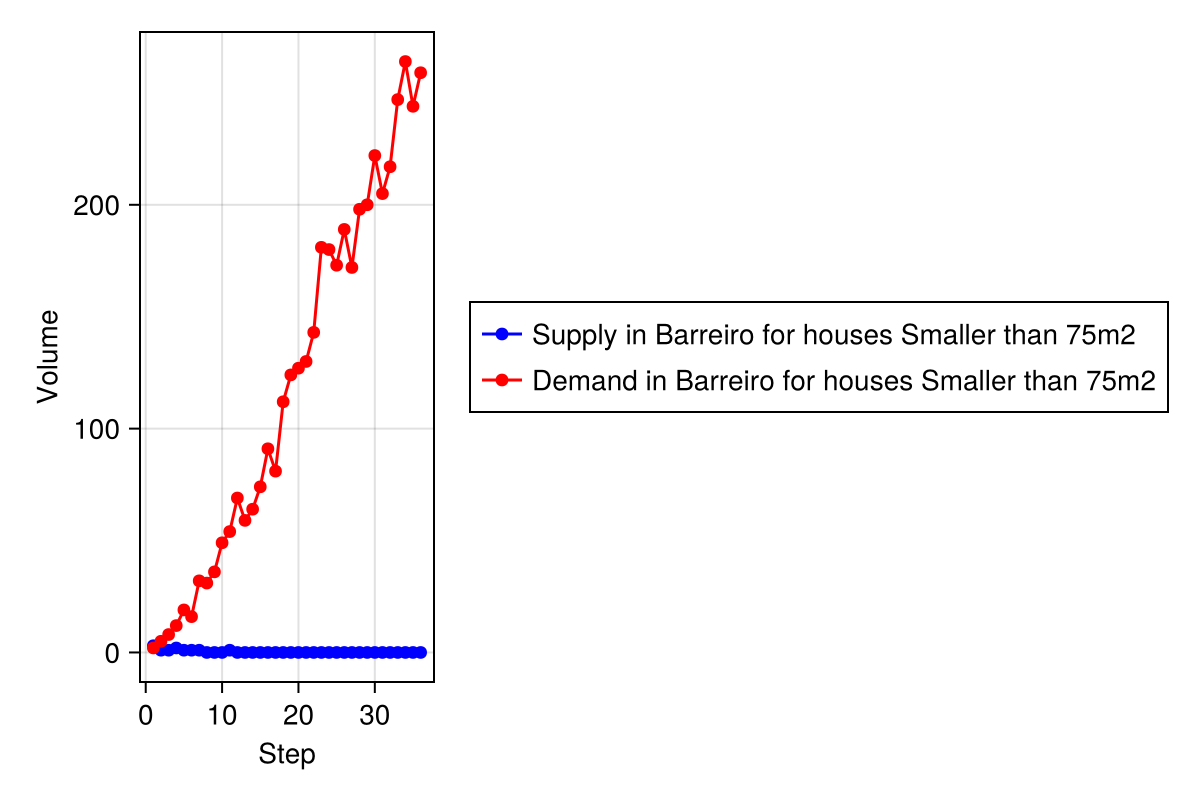 Volume
200
100
0
0 10 20 30
Step
Supply in Barreiro for houses Smaller than 75m2
Demand in Barreiro for houses Smaller than 75m2